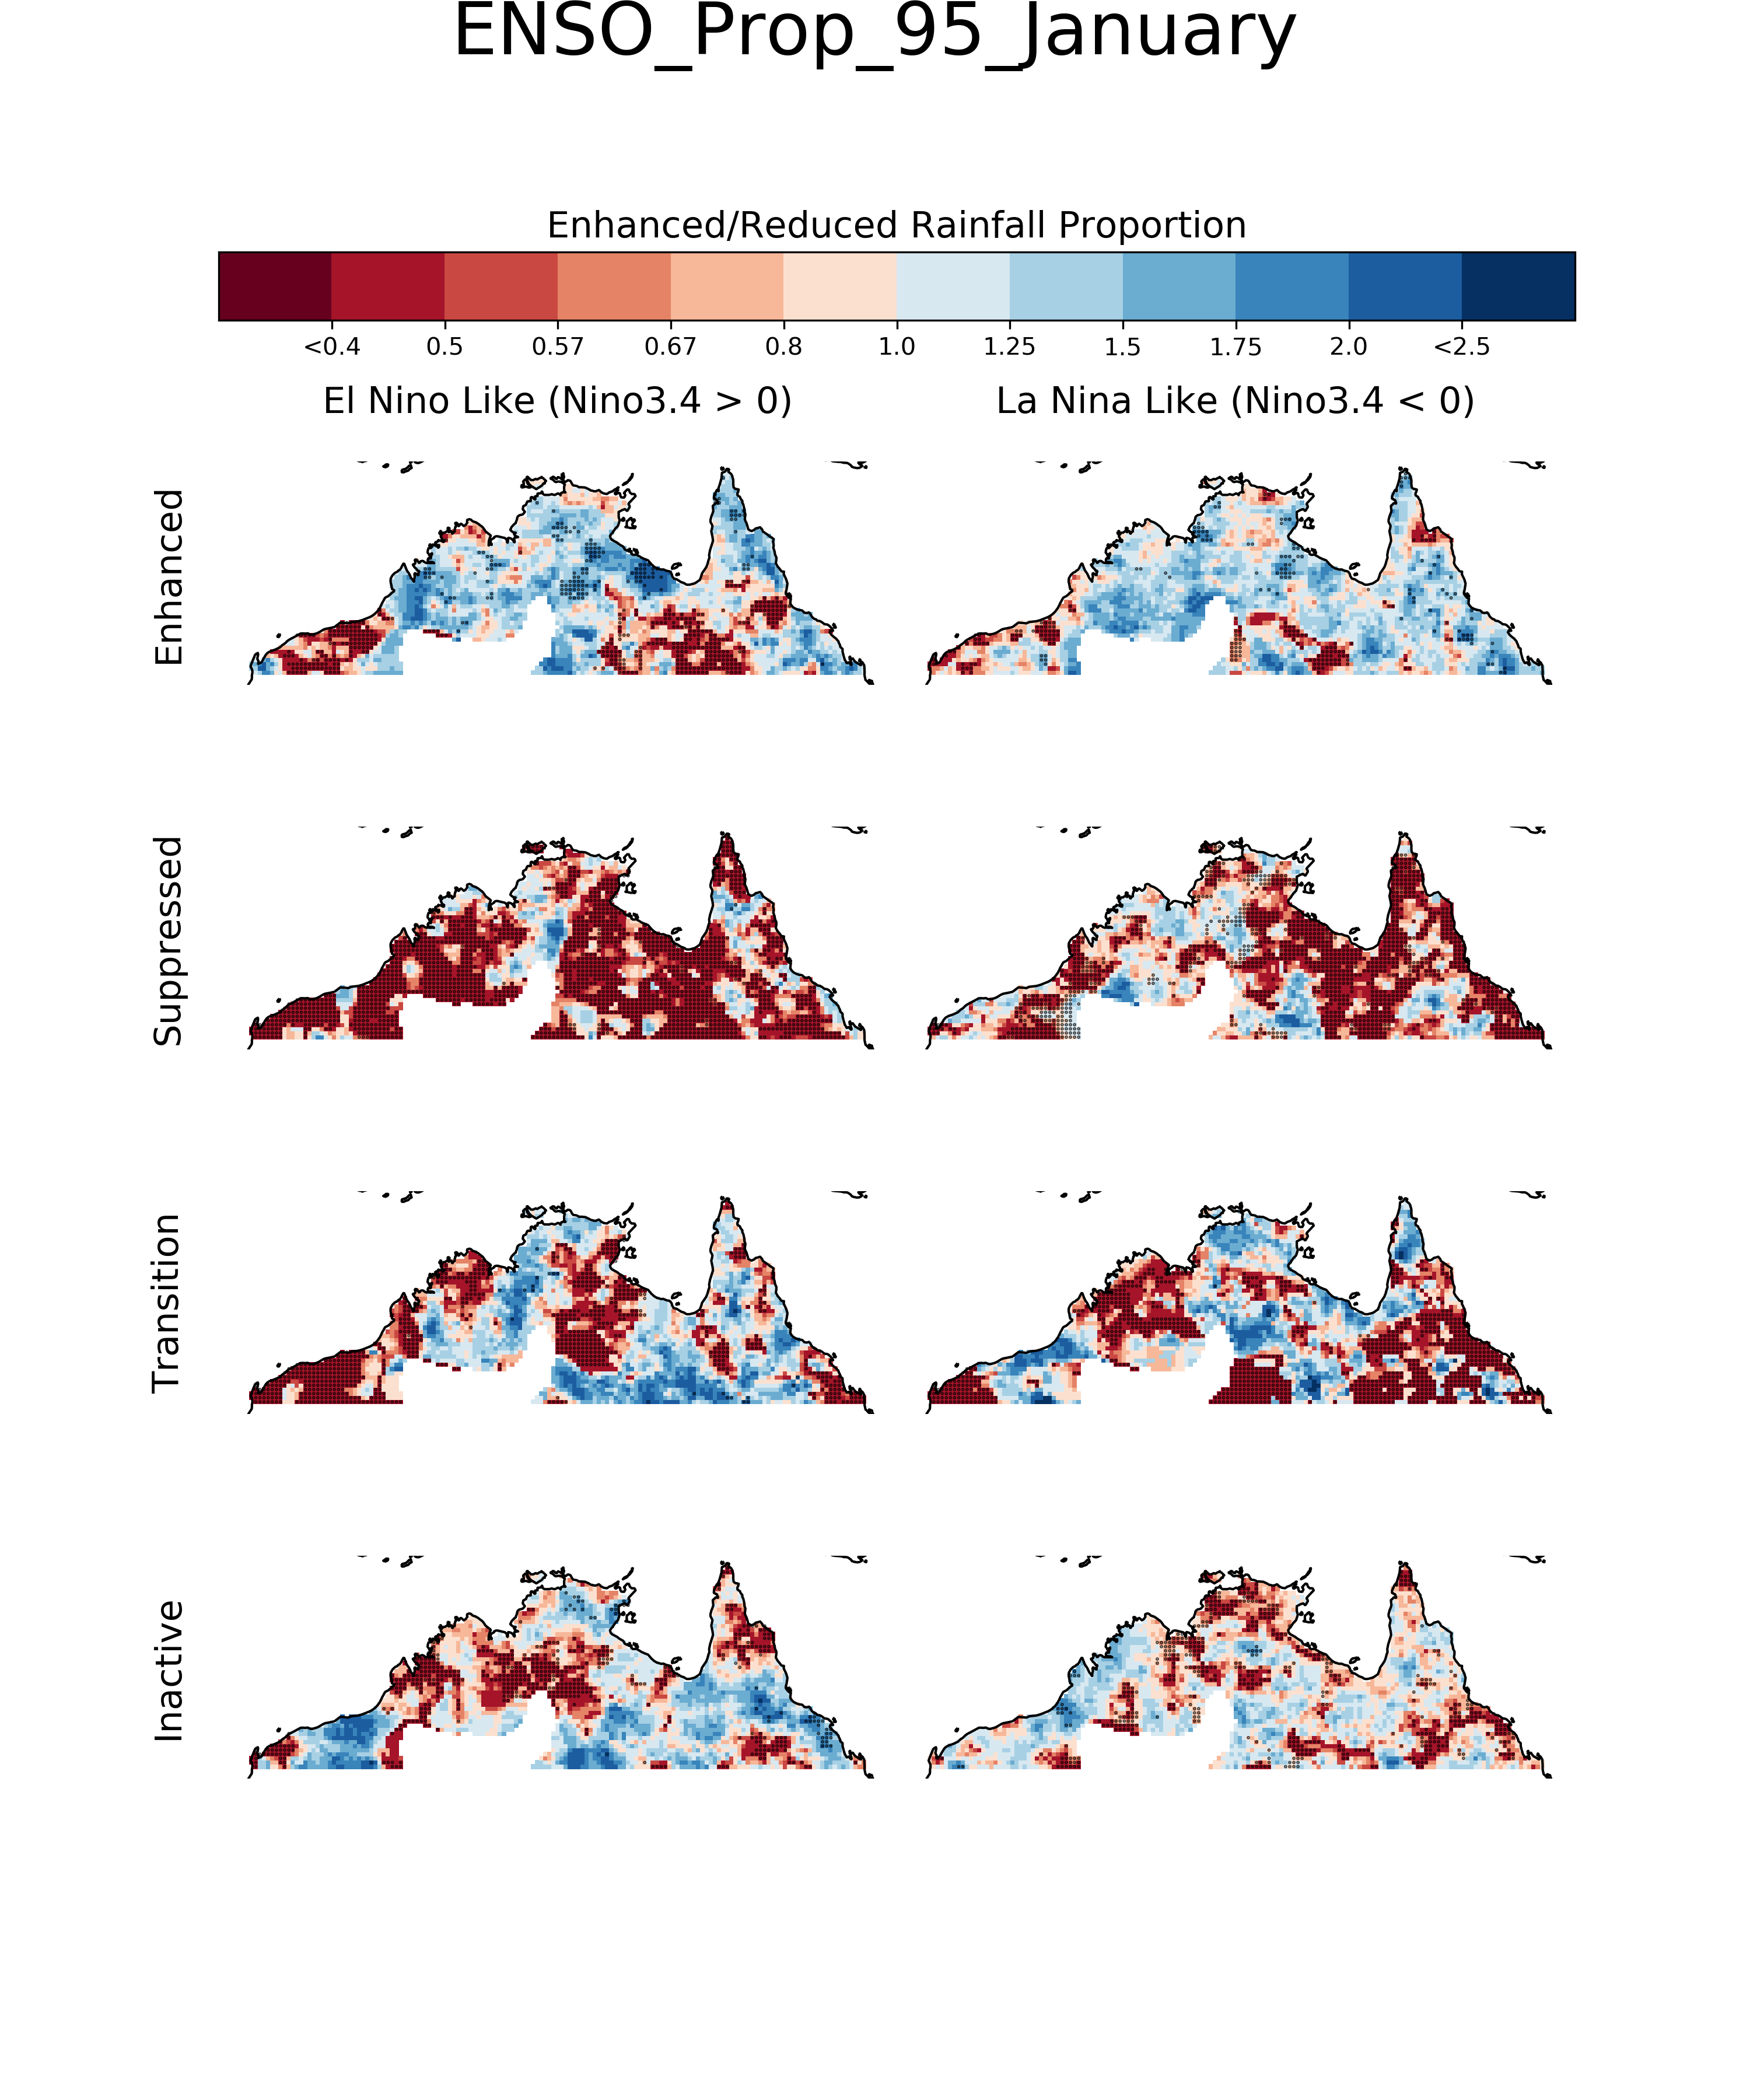 ENSO_Prop_95_January
Enhanced/Reduced Rainfall Proportion
<0.4 0.5 0.57 0.67 0.8 1.0 1.25 1.5 1.75 2.0 <2.5
El Nino Like (Nino3.4 > 0) La Nina Like (Nino3.4 < 0)
Enhanced
Suppressed
Transition
Inactive